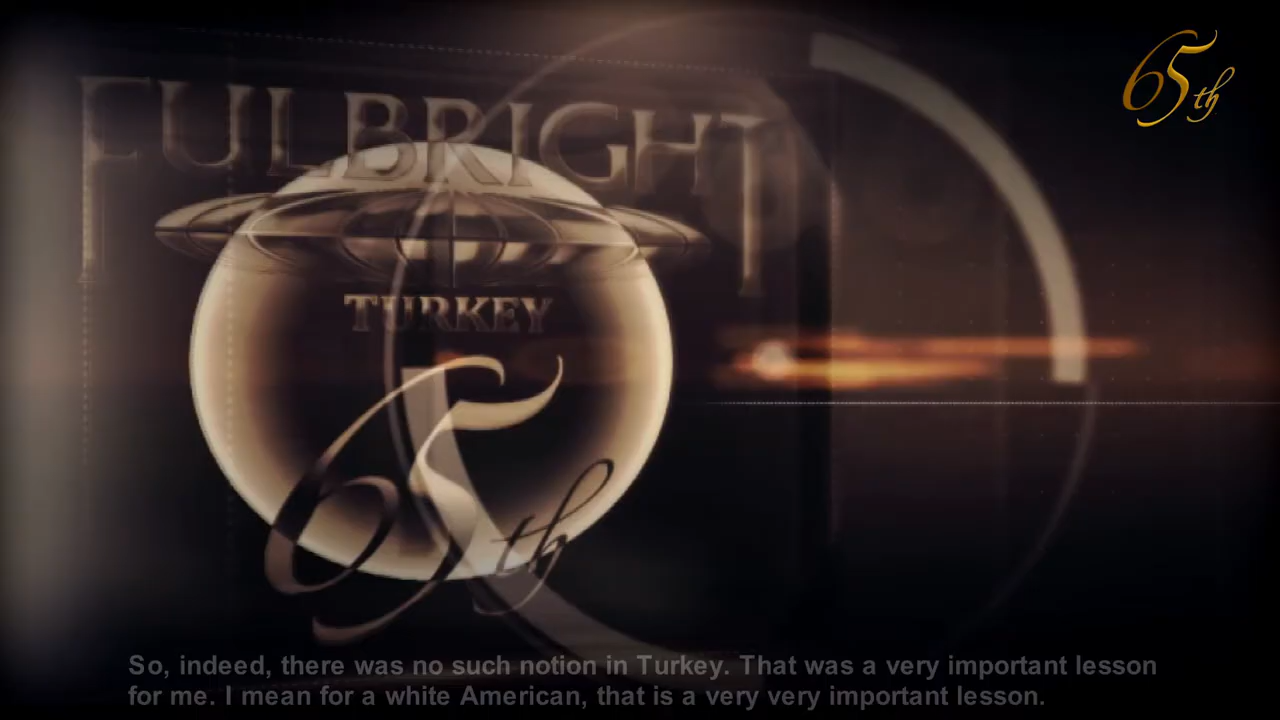 65th
FULBRIGHT
TURKEY
65th
So, indeed, there was no such notion in Turkey. That was a very important lesson
for me. I mean for a white American, that is a very very important lesson.